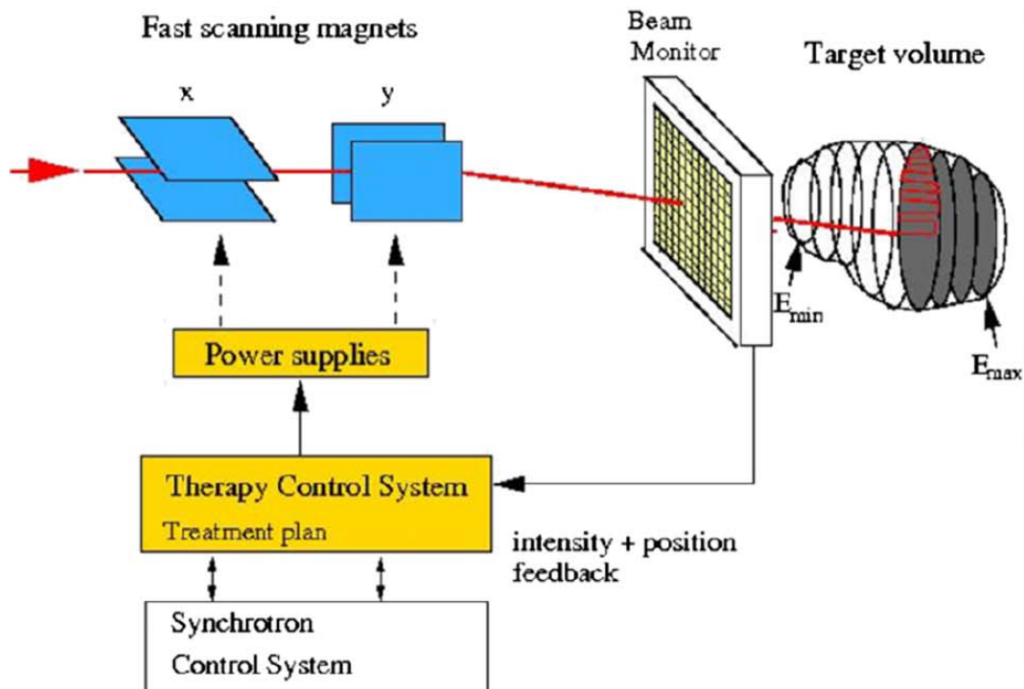 Fast scanning magnets
Beam
Monitor
Target volume
x
y
Emin
Emax
Power supplies
Therapy Control System
Treatment plan
intensity + position
feedback
Synchrotron
Control System